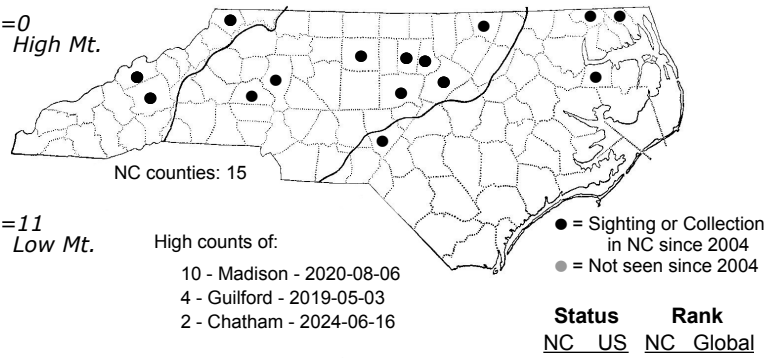 =0
High Mt.
NC counties: 15
=11
Low Mt.
High counts of:
10 - Madison - 2020-08-06
4 - Guilford - 2019-05-03
2 - Chatham - 2024-06-16
● = Sighting or Collection
in NC since 2004
● = Not seen since 2004
Status Rank
NC US NC Global